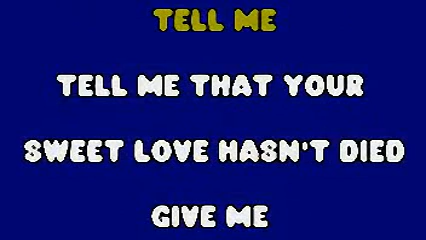 TELL ME
TELL ME THAT YOUR
SWEET LOVE HASN'T DIED
GIVE ME